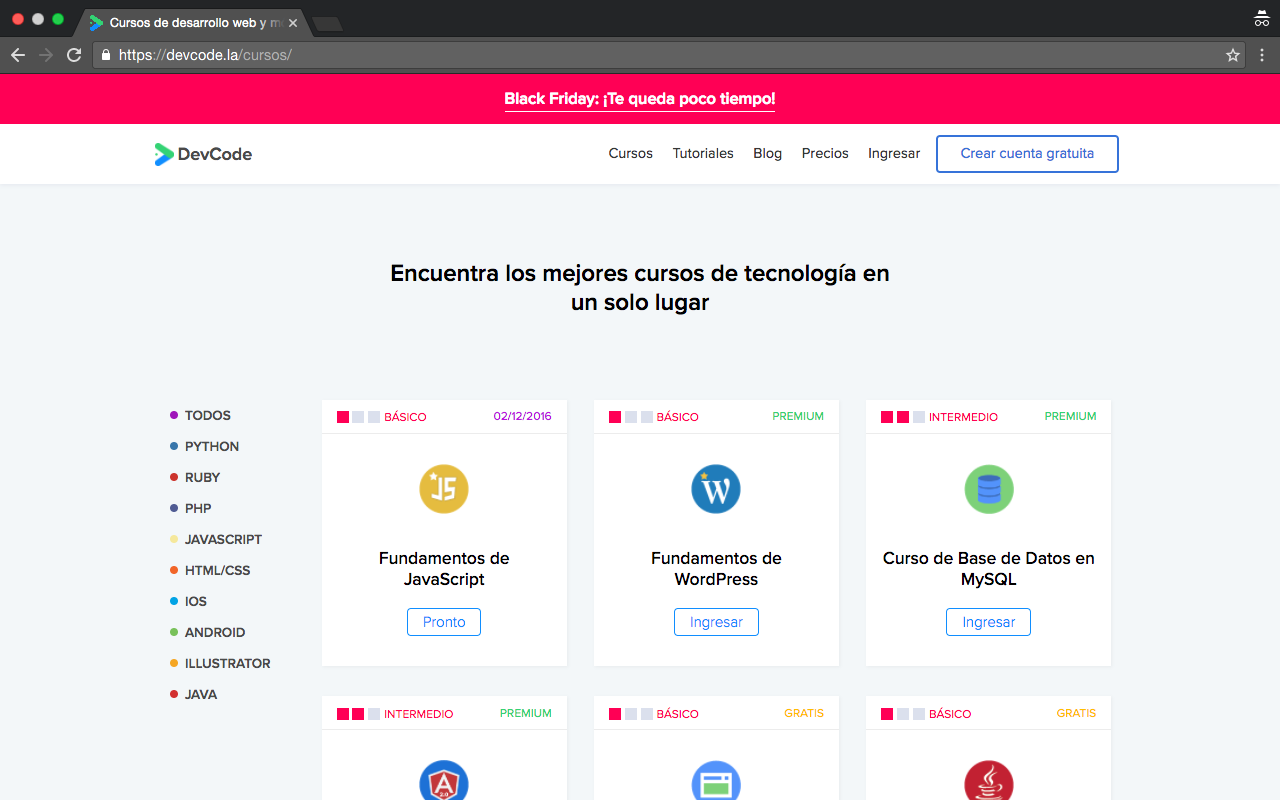 Cursos de desarrollo web y m
https://devcode.la/cursos/
Black Friday: ¡Te queda poco tiempo!
DevCode
Cursos
Tutoriales
Blog
Precios
Ingresar
Crear cuenta gratuita
Encuentra los mejores cursos de tecnología en
un solo lugar
TODOS
PYTHON
RUBY
PHP
JAVASCRIPT
HTML/CSS
IOS
ANDROID
ILLUSTRATOR
JAVA
BÁSICO
02/12/2016
JS
Fundamentos de
JavaScript
Pronto
BÁSICO
PREMIUM
W
Fundamentos de
WordPress
Ingresar
INTERMEDIO
PREMIUM
Curso de Base de Datos en
MySQL
Ingresar
INTERMEDIO
PREMIUM
A
2.0
BÁSICO
GRATIS
BÁSICO
GRATIS